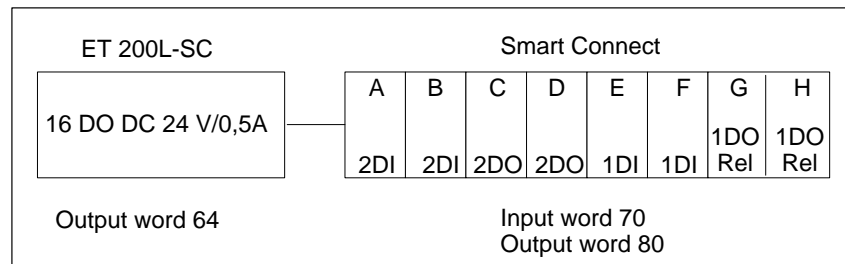 ET 200L-SC
Smart Connect
16 DO DC 24 V/0,5A
A B C D E F G H
1DO 1DO
2DI 2DI 2DO 2DO 1DI 1DI Rel Rel
Output word 64
Input word 70
Output word 80